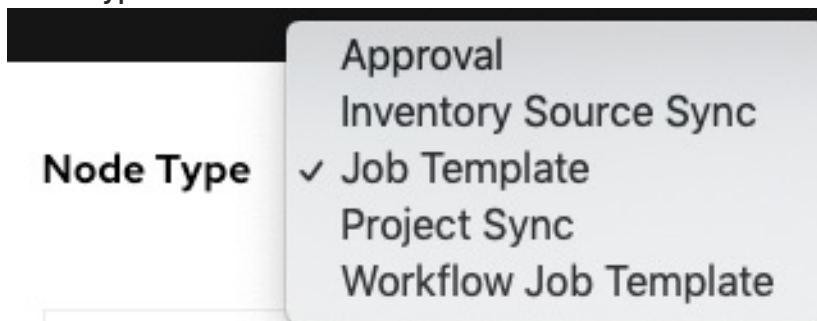 Approval
Inventory Source Sync
Node Type ✓ Job Template
Project Sync
Workflow Job Template